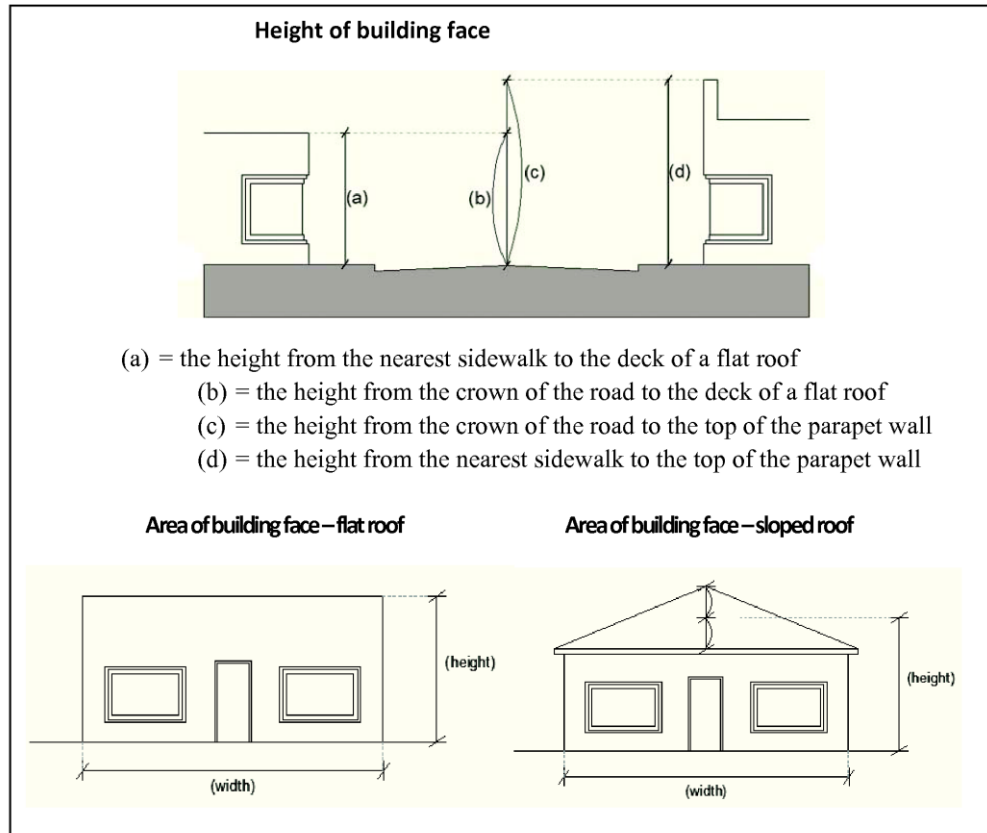 Height of building face
(a)
(b)
(c)
(d)
(a) = the height from the nearest sidewalk to the deck of a flat roof
(b) = the height from the crown of the road to the deck of a flat roof
(c) = the height from the crown of the road to the top of the parapet wall
(d) = the height from the nearest sidewalk to the top of the parapet wall
Area of building face – flat roof
(height)
(width)
Area of building face – sloped roof
(height)
(width)